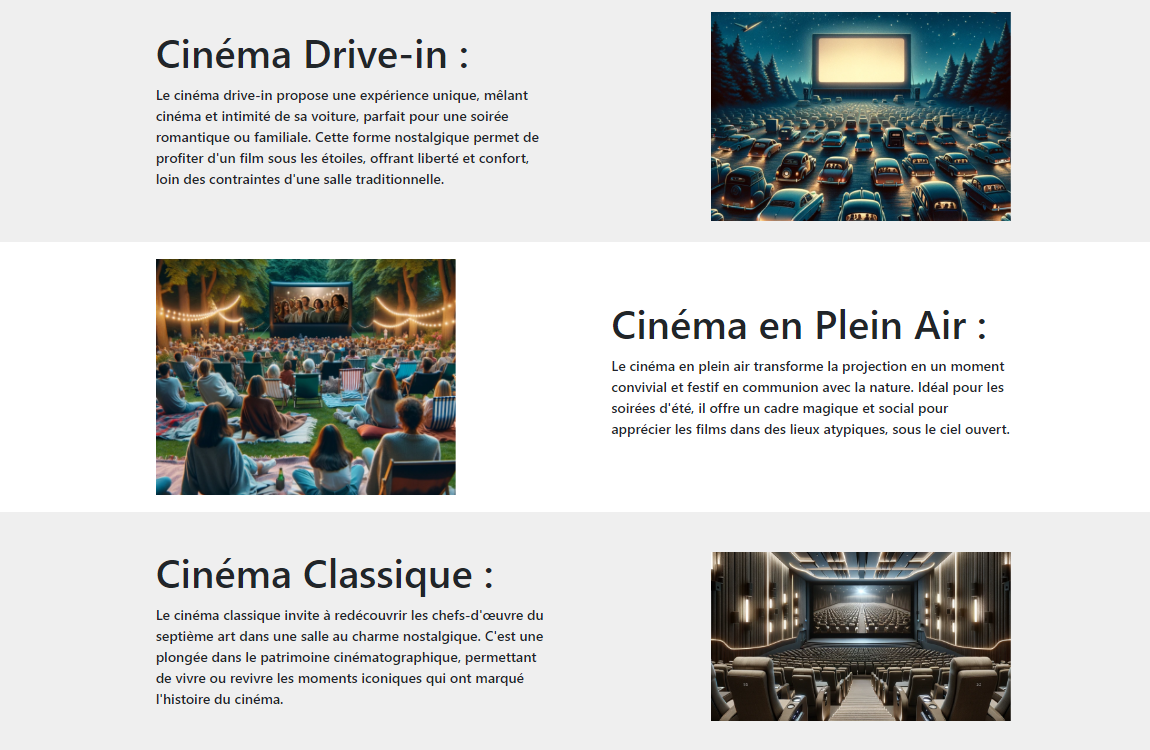 Cinéma Drive-in :
Le cinéma drive-in propose une expérience unique, mêlant
cinéma et intimité de sa voiture, parfait pour une soirée
romantique ou familiale. Cette forme nostalgique permet de
profiter d'un film sous les étoiles, offrant liberté et confort,
loin des contraintes d'une salle traditionnelle.
Cinéma en Plein Air :
Le cinéma en plein air transforme la projection en un moment
convivial et festif en communion avec la nature. Idéal pour les
soirées d'été, il offre un cadre magique et social pour
apprécier les films dans des lieux atypiques, sous le ciel ouvert.
Cinéma Classique :
Le cinéma classique invite à redécouvrir les chefs-d'œuvre du
septième art dans une salle au charme nostalgique. C'est une
plongée dans le patrimoine cinématographique, permettant
de vivre ou revivre les moments iconiques qui ont marqué
l'histoire du cinéma.